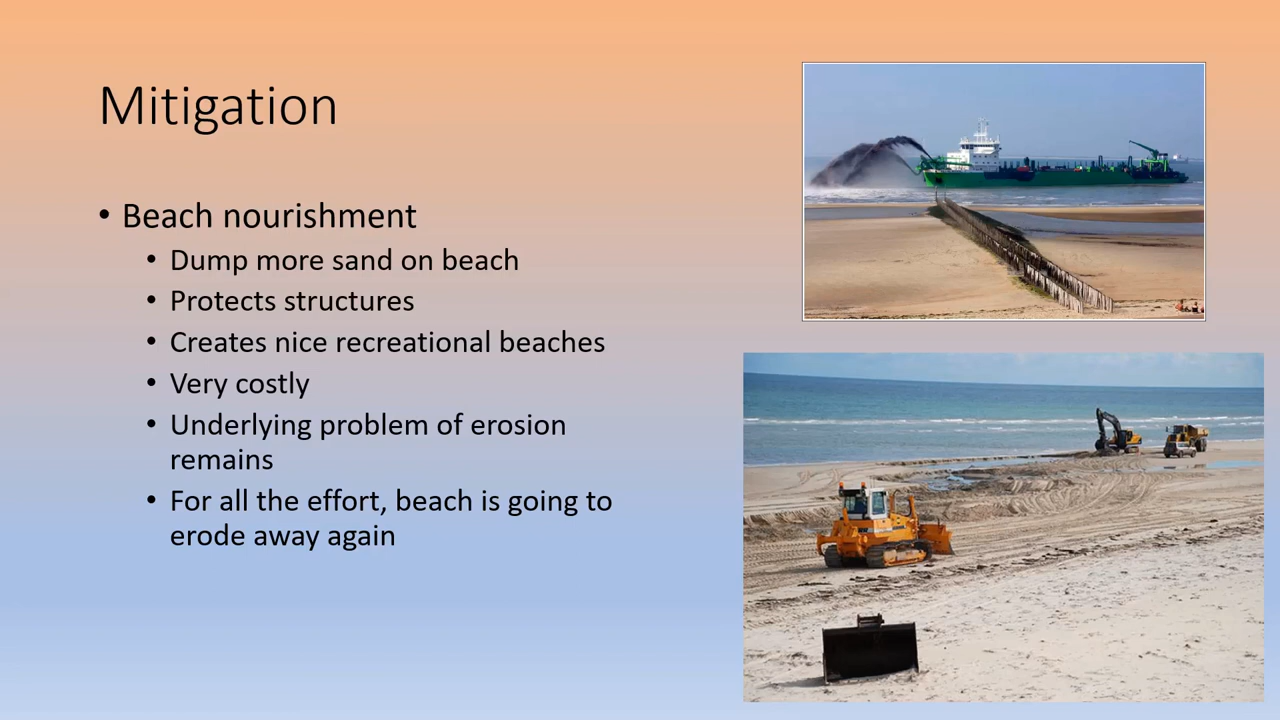 Mitigation
• Beach nourishment
• Dump more sand on beach
• Protects structures
• Creates nice recreational beaches
• Very costly
• Underlying problem of erosion
remains
• For all the effort, beach is going to
erode away again